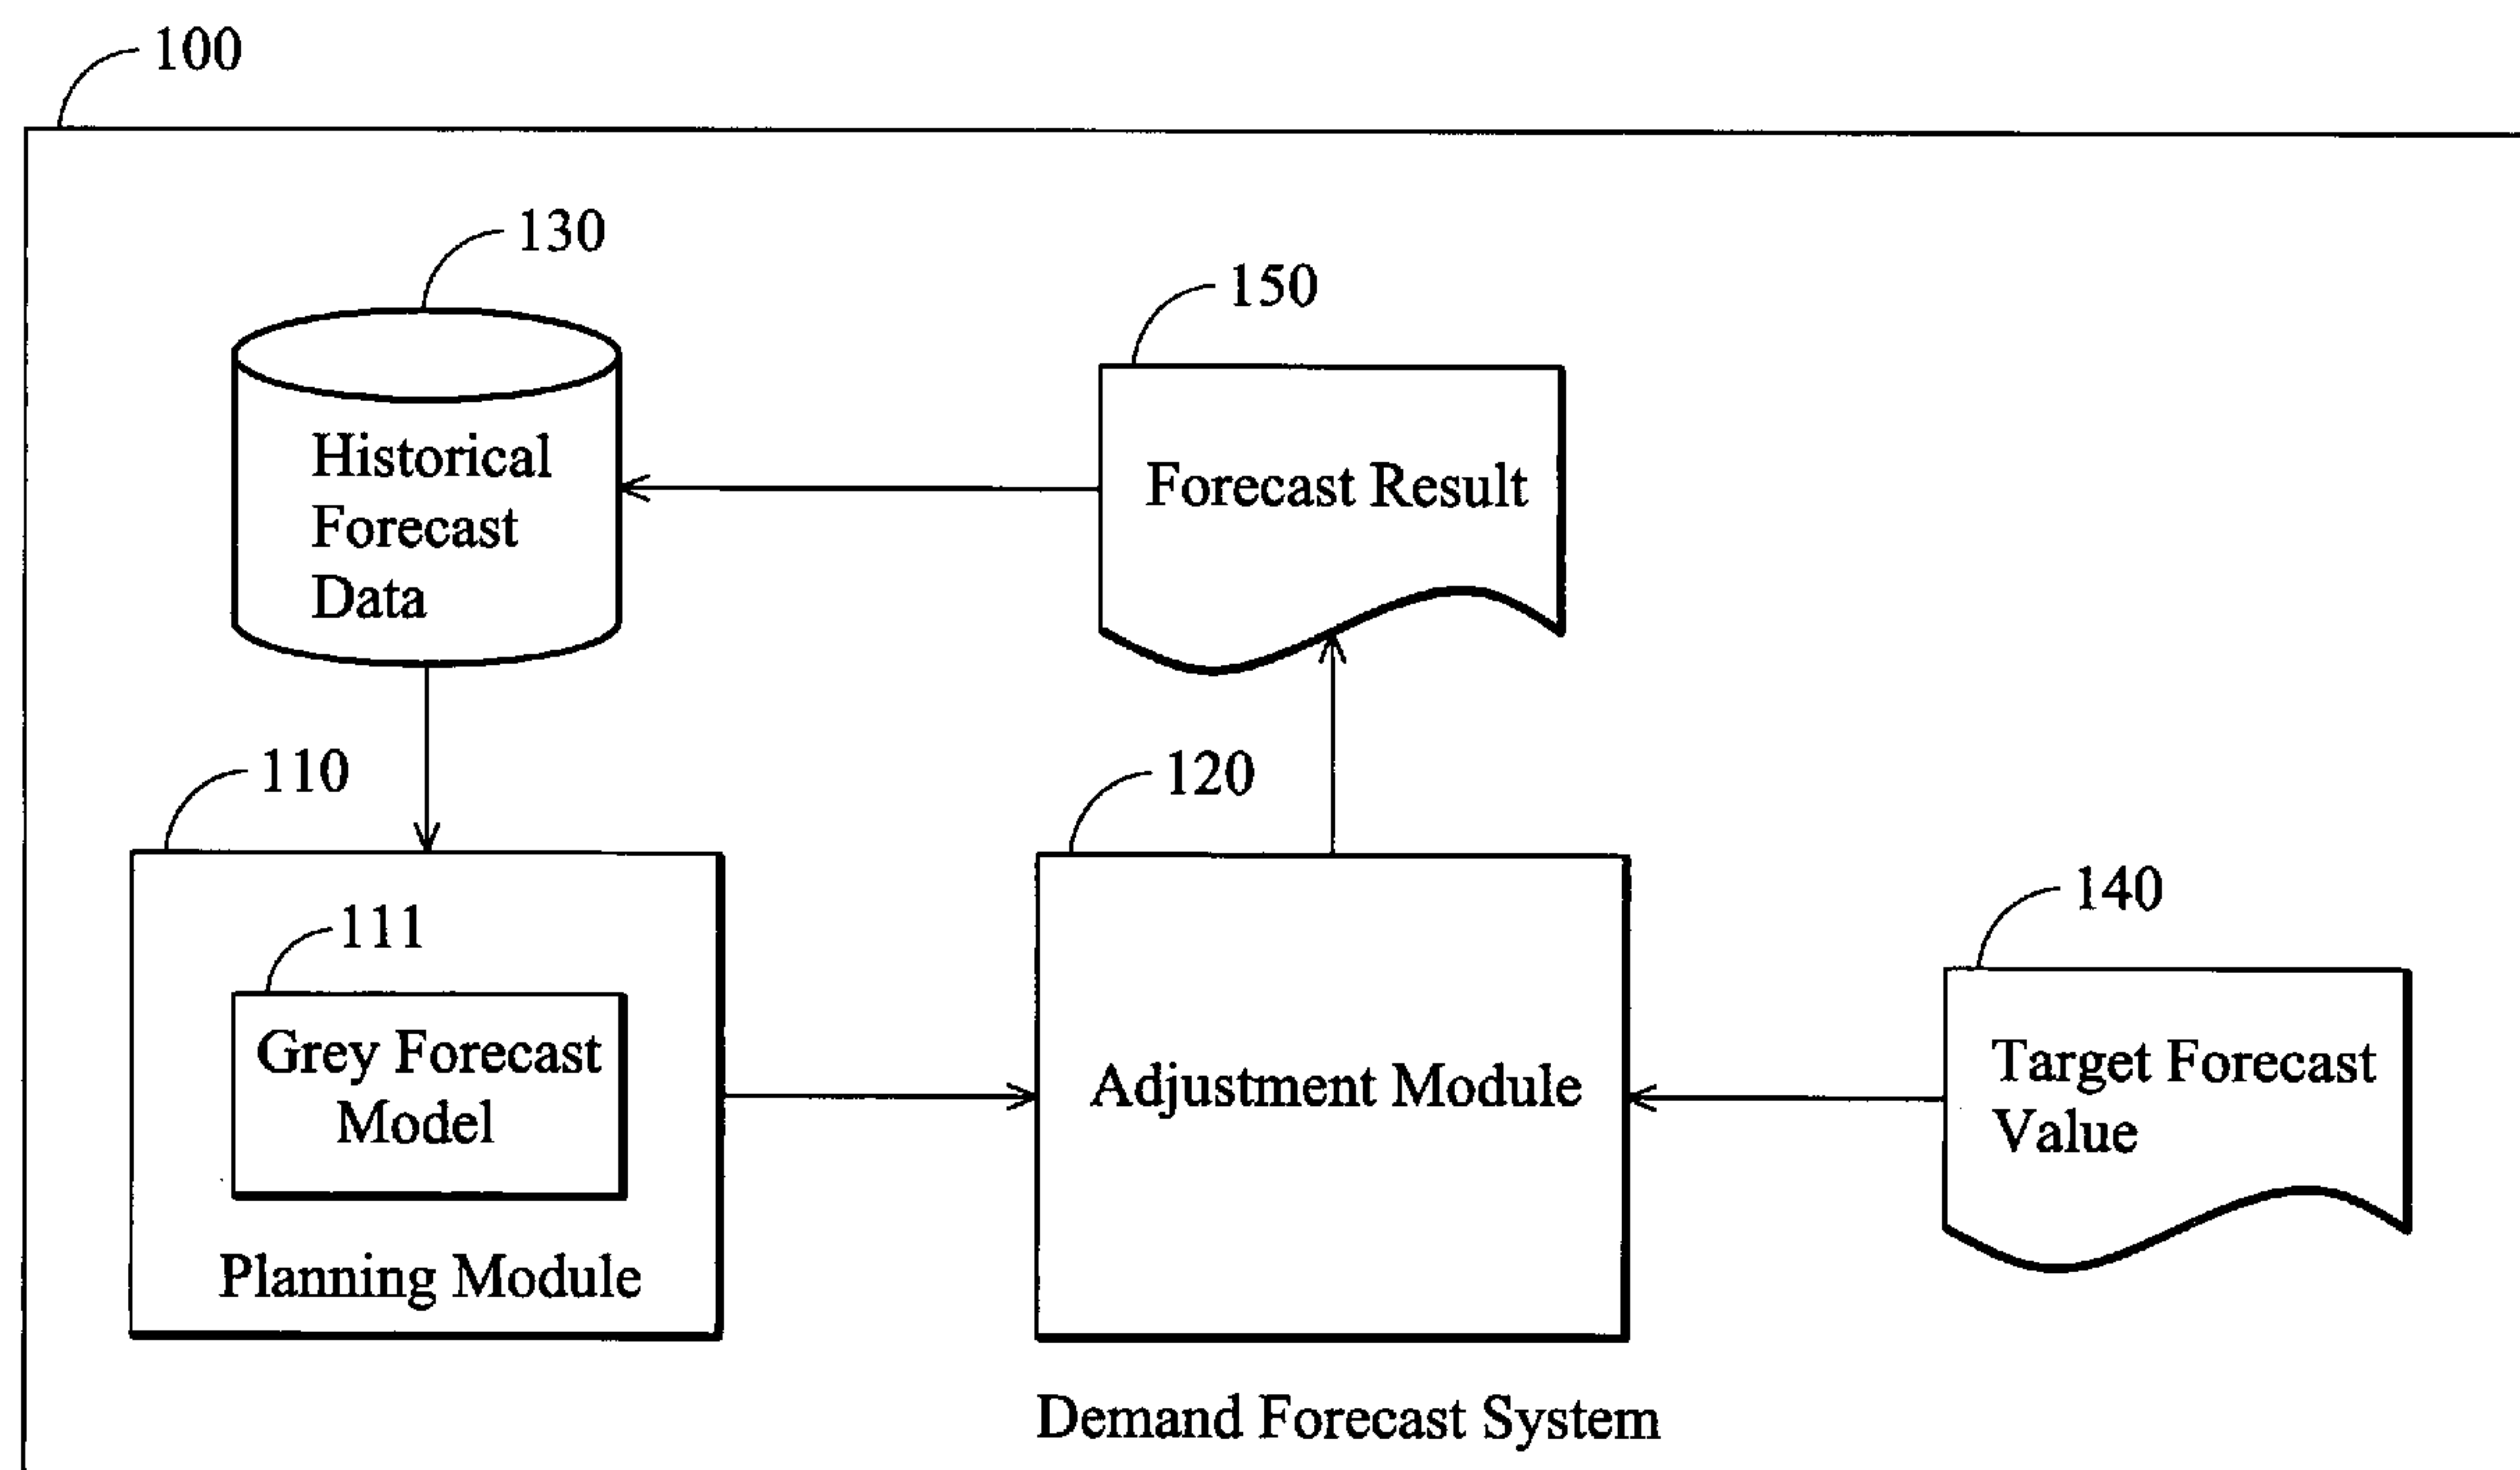 100
130
150
Historical
Forecast
Data
Forecast Result
110
120
140
111
Grey Forecast
Model
Planning Module
Adjustment Module
Target Forecast
Value
Demand Forecast System